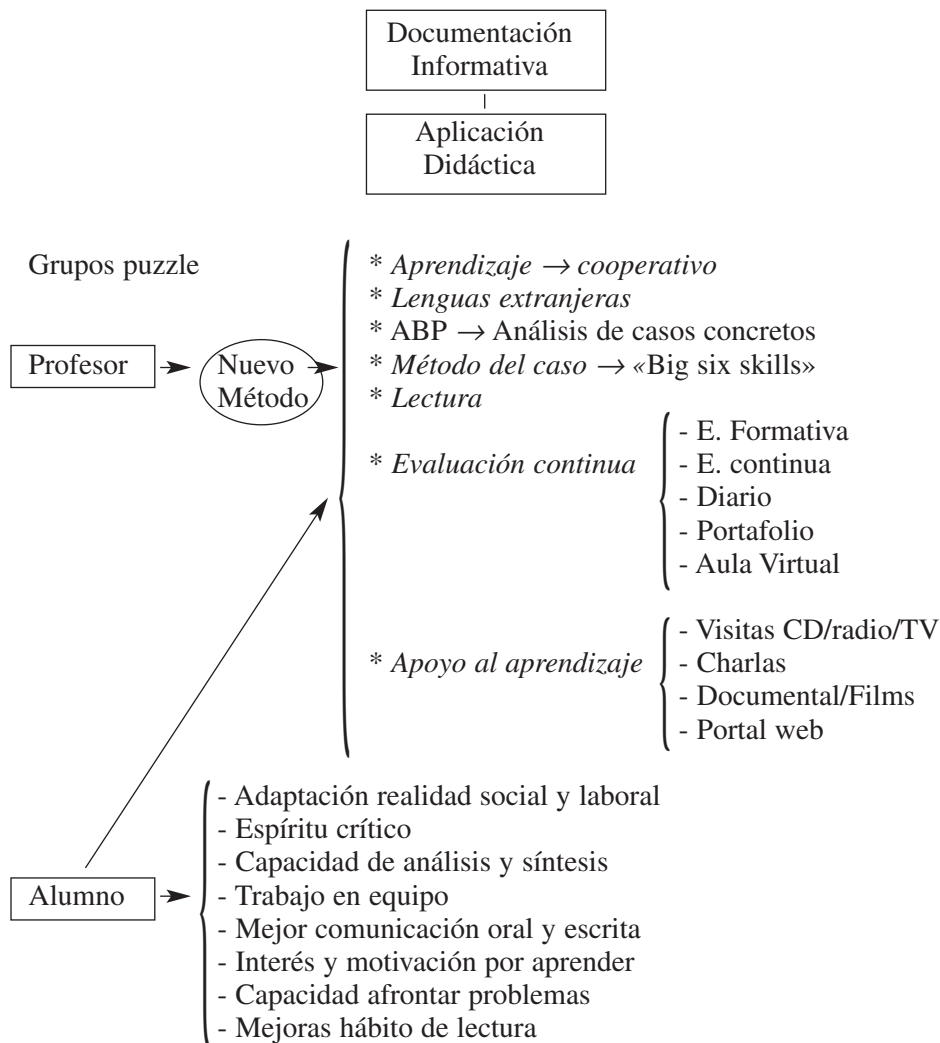 Documentación
Informativa
Aplicación
Didáctica
Grupos puzzle
Profesor
Nuevo
Método
* Aprendizaje → cooperativo
* Lenguas extranjeras
* ABP → Análisis de casos concretos
* Método del caso → «Big six skills»
* Lectura
* Evaluación continua
- E. Formativa
- E. continua
- Diario
- Portafolio
- Aula Virtual
* Apoyo al aprendizaje
- Visitas CD/radio/TV
- Charlas
- Documental/Films
- Portal web
Alumno
- Adaptación realidad social y laboral
- Espíritu crítico
- Capacidad de análisis y síntesis
- Trabajo en equipo
- Mejor comunicación oral y escrita
- Interés y motivación por aprender
- Capacidad afrontar problemas
- Mejoras hábito de lectura